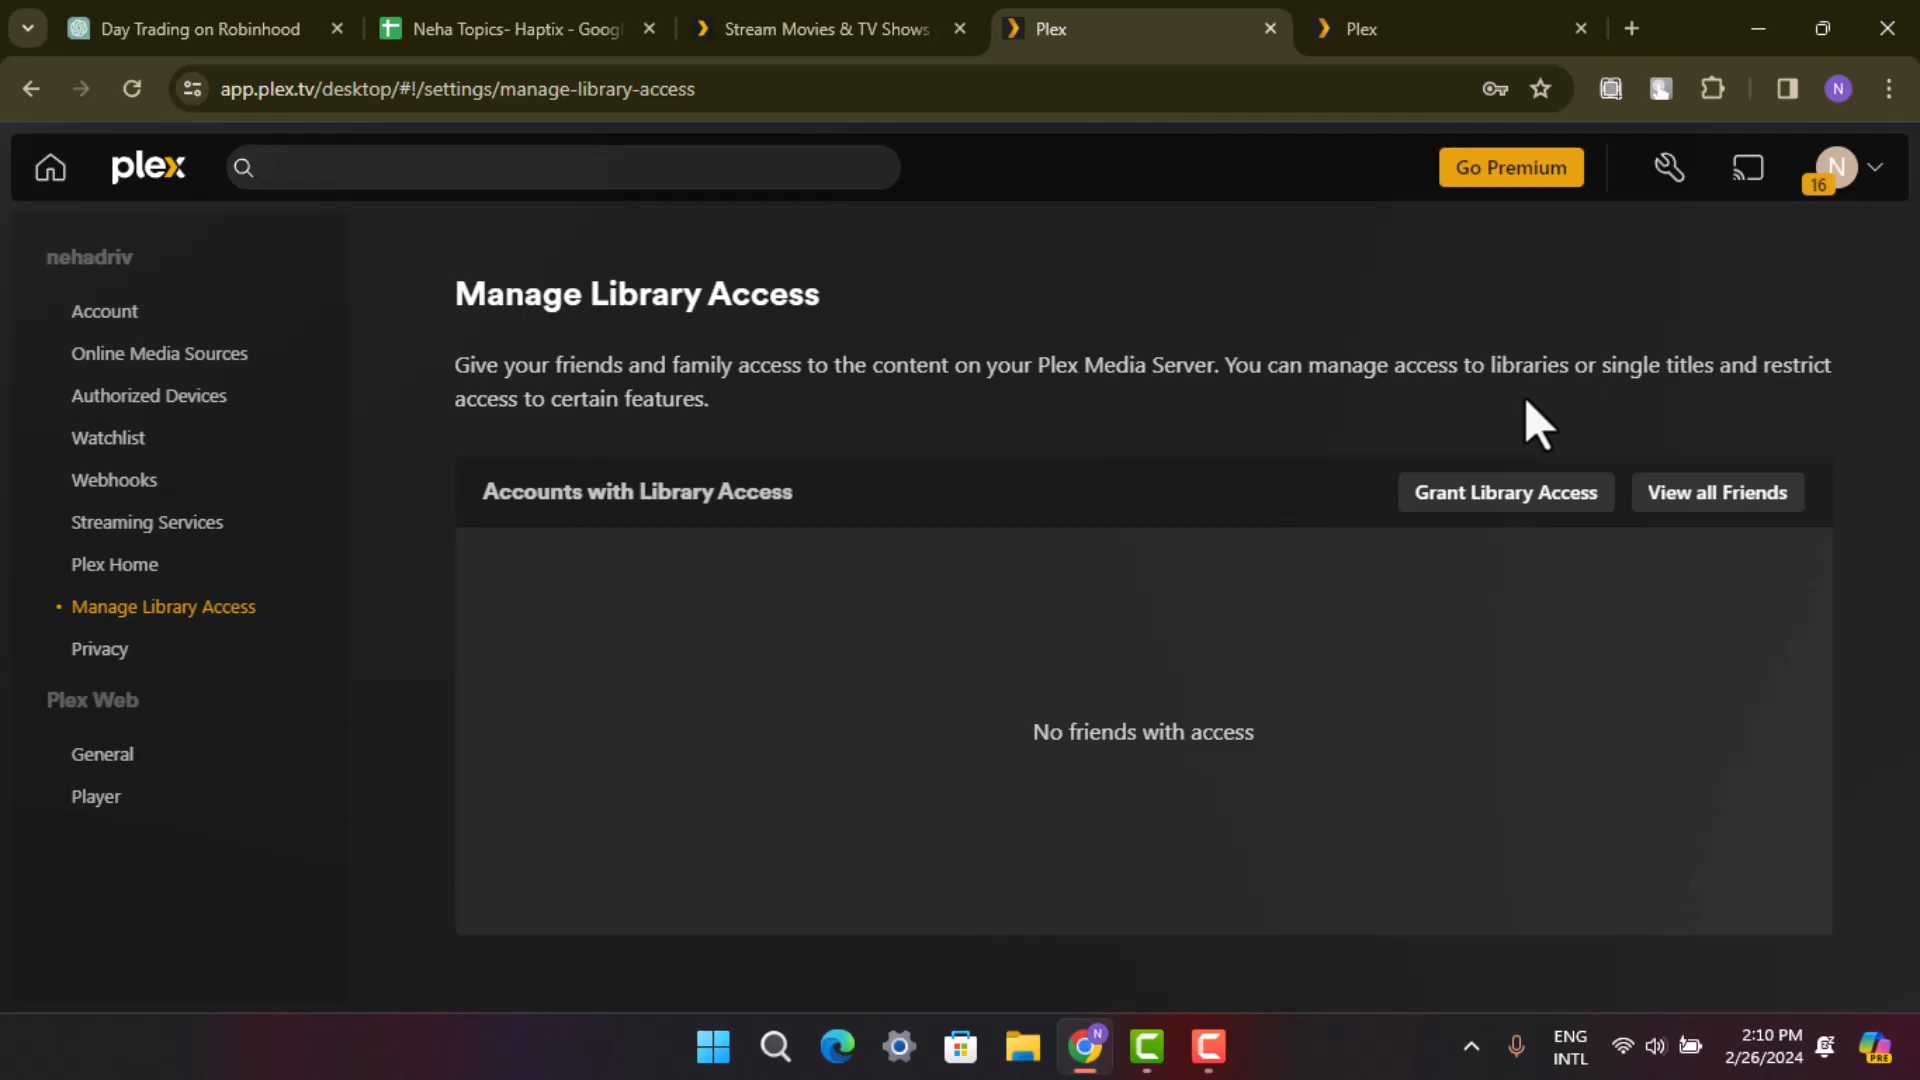 Day Trading on Robinhood
Neha Topics- Haptix - Googl
Stream Movies & TV Shows
Plex
Plex
app.plex.tv/desktop/#!/settings/manage-library-access
N
plex
Go Premium
N
16
nehadriv
Account
Online Media Sources
Authorized Devices
Watchlist
Webhooks
Streaming Services
Plex Home
Manage Library Access
Privacy
Plex Web
General
Player
Manage Library Access
Give your friends and family access to the content on your Plex Media Server. You can manage access to libraries or single titles and restrict
access to certain features.
Accounts with Library Access
Grant Library Access
View all Friends
No friends with access
N
ENG
INTL
2:10 PM
2/26/2024
PRE